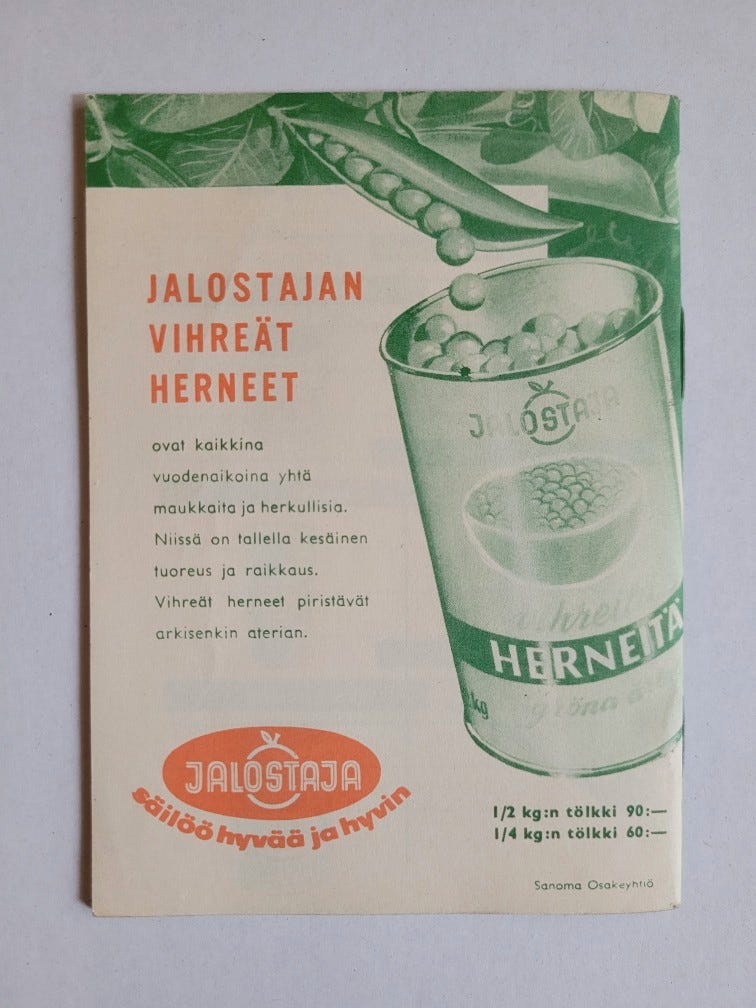 JALOSTAJAN
VIHREÄT
HERNEET
ovat kaikkina
vuodenaikoina yhtä
maukkaita ja herkullisia.
Niissä on tallella kesäinen
tuoreus ja raikkaus.
Vihreät herneet piristävät
arkisenkin aterian.
JALOSTAJA
HERNEITÄ
kg
gröna
JALOSTAJA
säilöö hyvää ja hyvin
1/2 kg:n tölkki 90:—
1/4 kg:n tölkki 60:—
Sanoma Osakeyhtiö